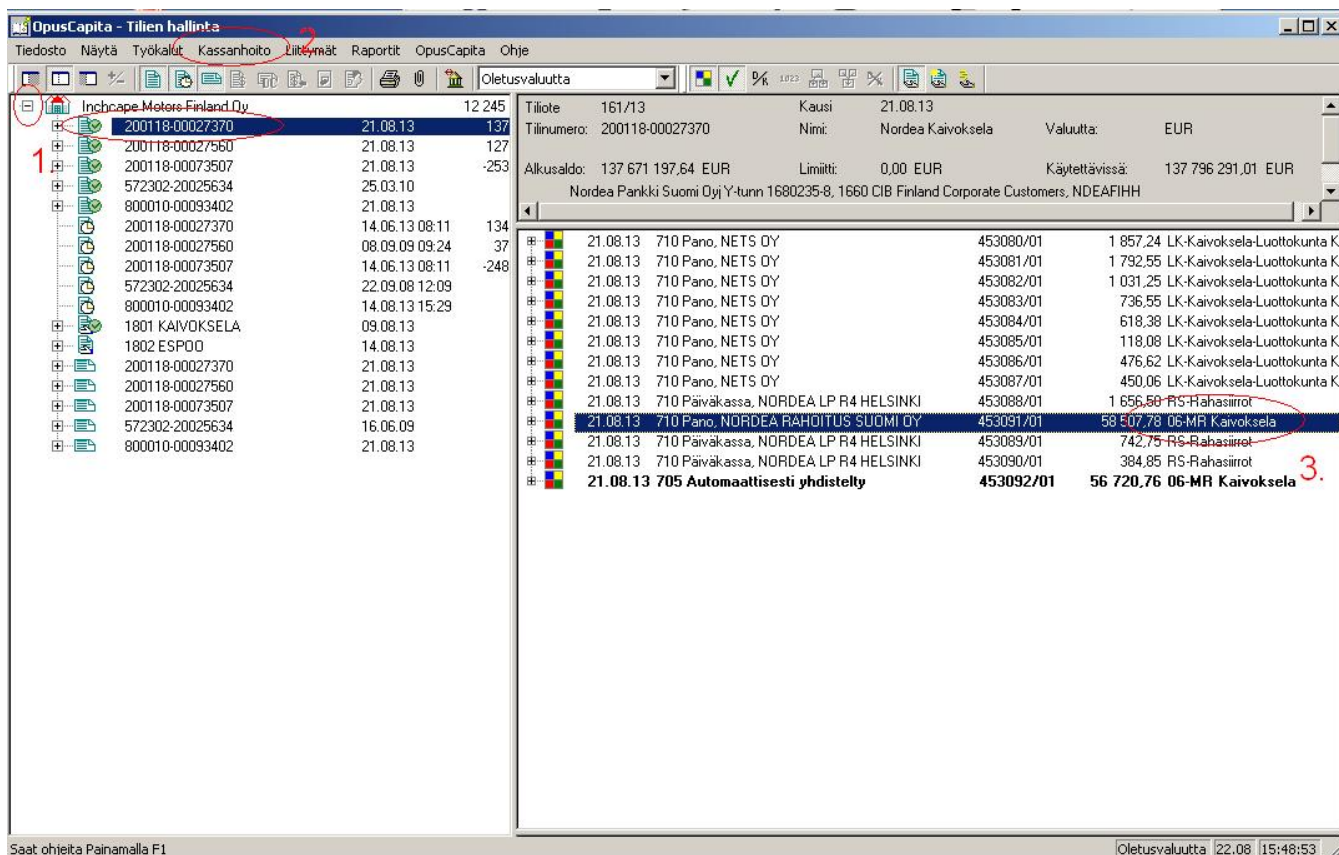 OpusCapita - Tilien hallinta
Tiedosto Näytä Työkalut Kassanhoito Liittymät Raportit OpusCapita Ohje
2
Oletusvaluutta
Inchcape Motors Finland Oy 12 245
200118-00027370 21.08.13 137
200118-00027560 21.08.13 127
1.
200118-00073507 21.08.13 -253
572302-20025634 25.03.10
800010-00093402 21.08.13
200118-00027370 14.06.13 08:11 134
200118-00027560 08.09.09 09:24 37
200118-00073507 14.06.13 08:11 -248
572302-20025634 22.09.08 12:09
800010-00093402 14.08.13 15:29
1801 KAIVOKSELA 09.08.13
1802 ESPOO 14.08.13
200118-00027370 21.08.13
200118-00027560 21.08.13
200118-00073507 21.08.13
572302-20025634 16.06.09
800010-00093402 21.08.13
Tiliote 161/13 Kausi 21.08.13
Tilinumero: 200118-00027370 Nimi: Nordea Kaivoksela Valuutta: EUR
Alkusaldo: 137 671 197,64 EUR Limiitti: 0,00 EUR Käytettävissä: 137 796 291,01 EUR
Nordea Pankki Suomi Oyj Y-tunn 1680235-8, 1660 CIB Finland Corporate Customers, NDEAFIHH
21.08.13 710 Pano, NETS OY 453080/01 1 857,24 LK-Kaivoksela-Luottokunta K
21.08.13 710 Pano, NETS OY 453081/01 1 792,55 LK-Kaivoksela-Luottokunta K
21.08.13 710 Pano, NETS OY 453082/01 1 031,25 LK-Kaivoksela-Luottokunta K
21.08.13 710 Pano, NETS OY 453083/01 736,55 LK-Kaivoksela-Luottokunta K
21.08.13 710 Pano, NETS OY 453084/01 618,38 LK-Kaivoksela-Luottokunta K
21.08.13 710 Pano, NETS OY 453085/01 118,08 LK-Kaivoksela-Luottokunta K
21.08.13 710 Pano, NETS OY 453086/01 476,62 LK-Kaivoksela-Luottokunta K
21.08.13 710 Pano, NETS OY 453087/01 450,06 LK-Kaivoksela-Luottokunta K
21.08.13 710 Päiväkassa, NORDEA LP R4 HELSINKI 453088/01 1 656,50 RS-Rahasiirrot
21.08.13 710 Pano, NORDEA RAHOITUS SUOMI OY 453091/01 58 507,78 06-MR Kaivoksela
21.08.13 710 Päiväkassa, NORDEA LP R4 HELSINKI 453089/01 742,75 RS-Rahasiirrot
21.08.13 710 Päiväkassa, NORDEA LP R4 HELSINKI 453090/01 384,85 RS-Rahasiirrot
21.08.13 705 Automaattisesti yhdistelty 453092/01 56 720,76 06-MR Kaivoksela
3.
Saat ohjeita Painamalla F1 Oletusvaluutta 22.08 15:48:53